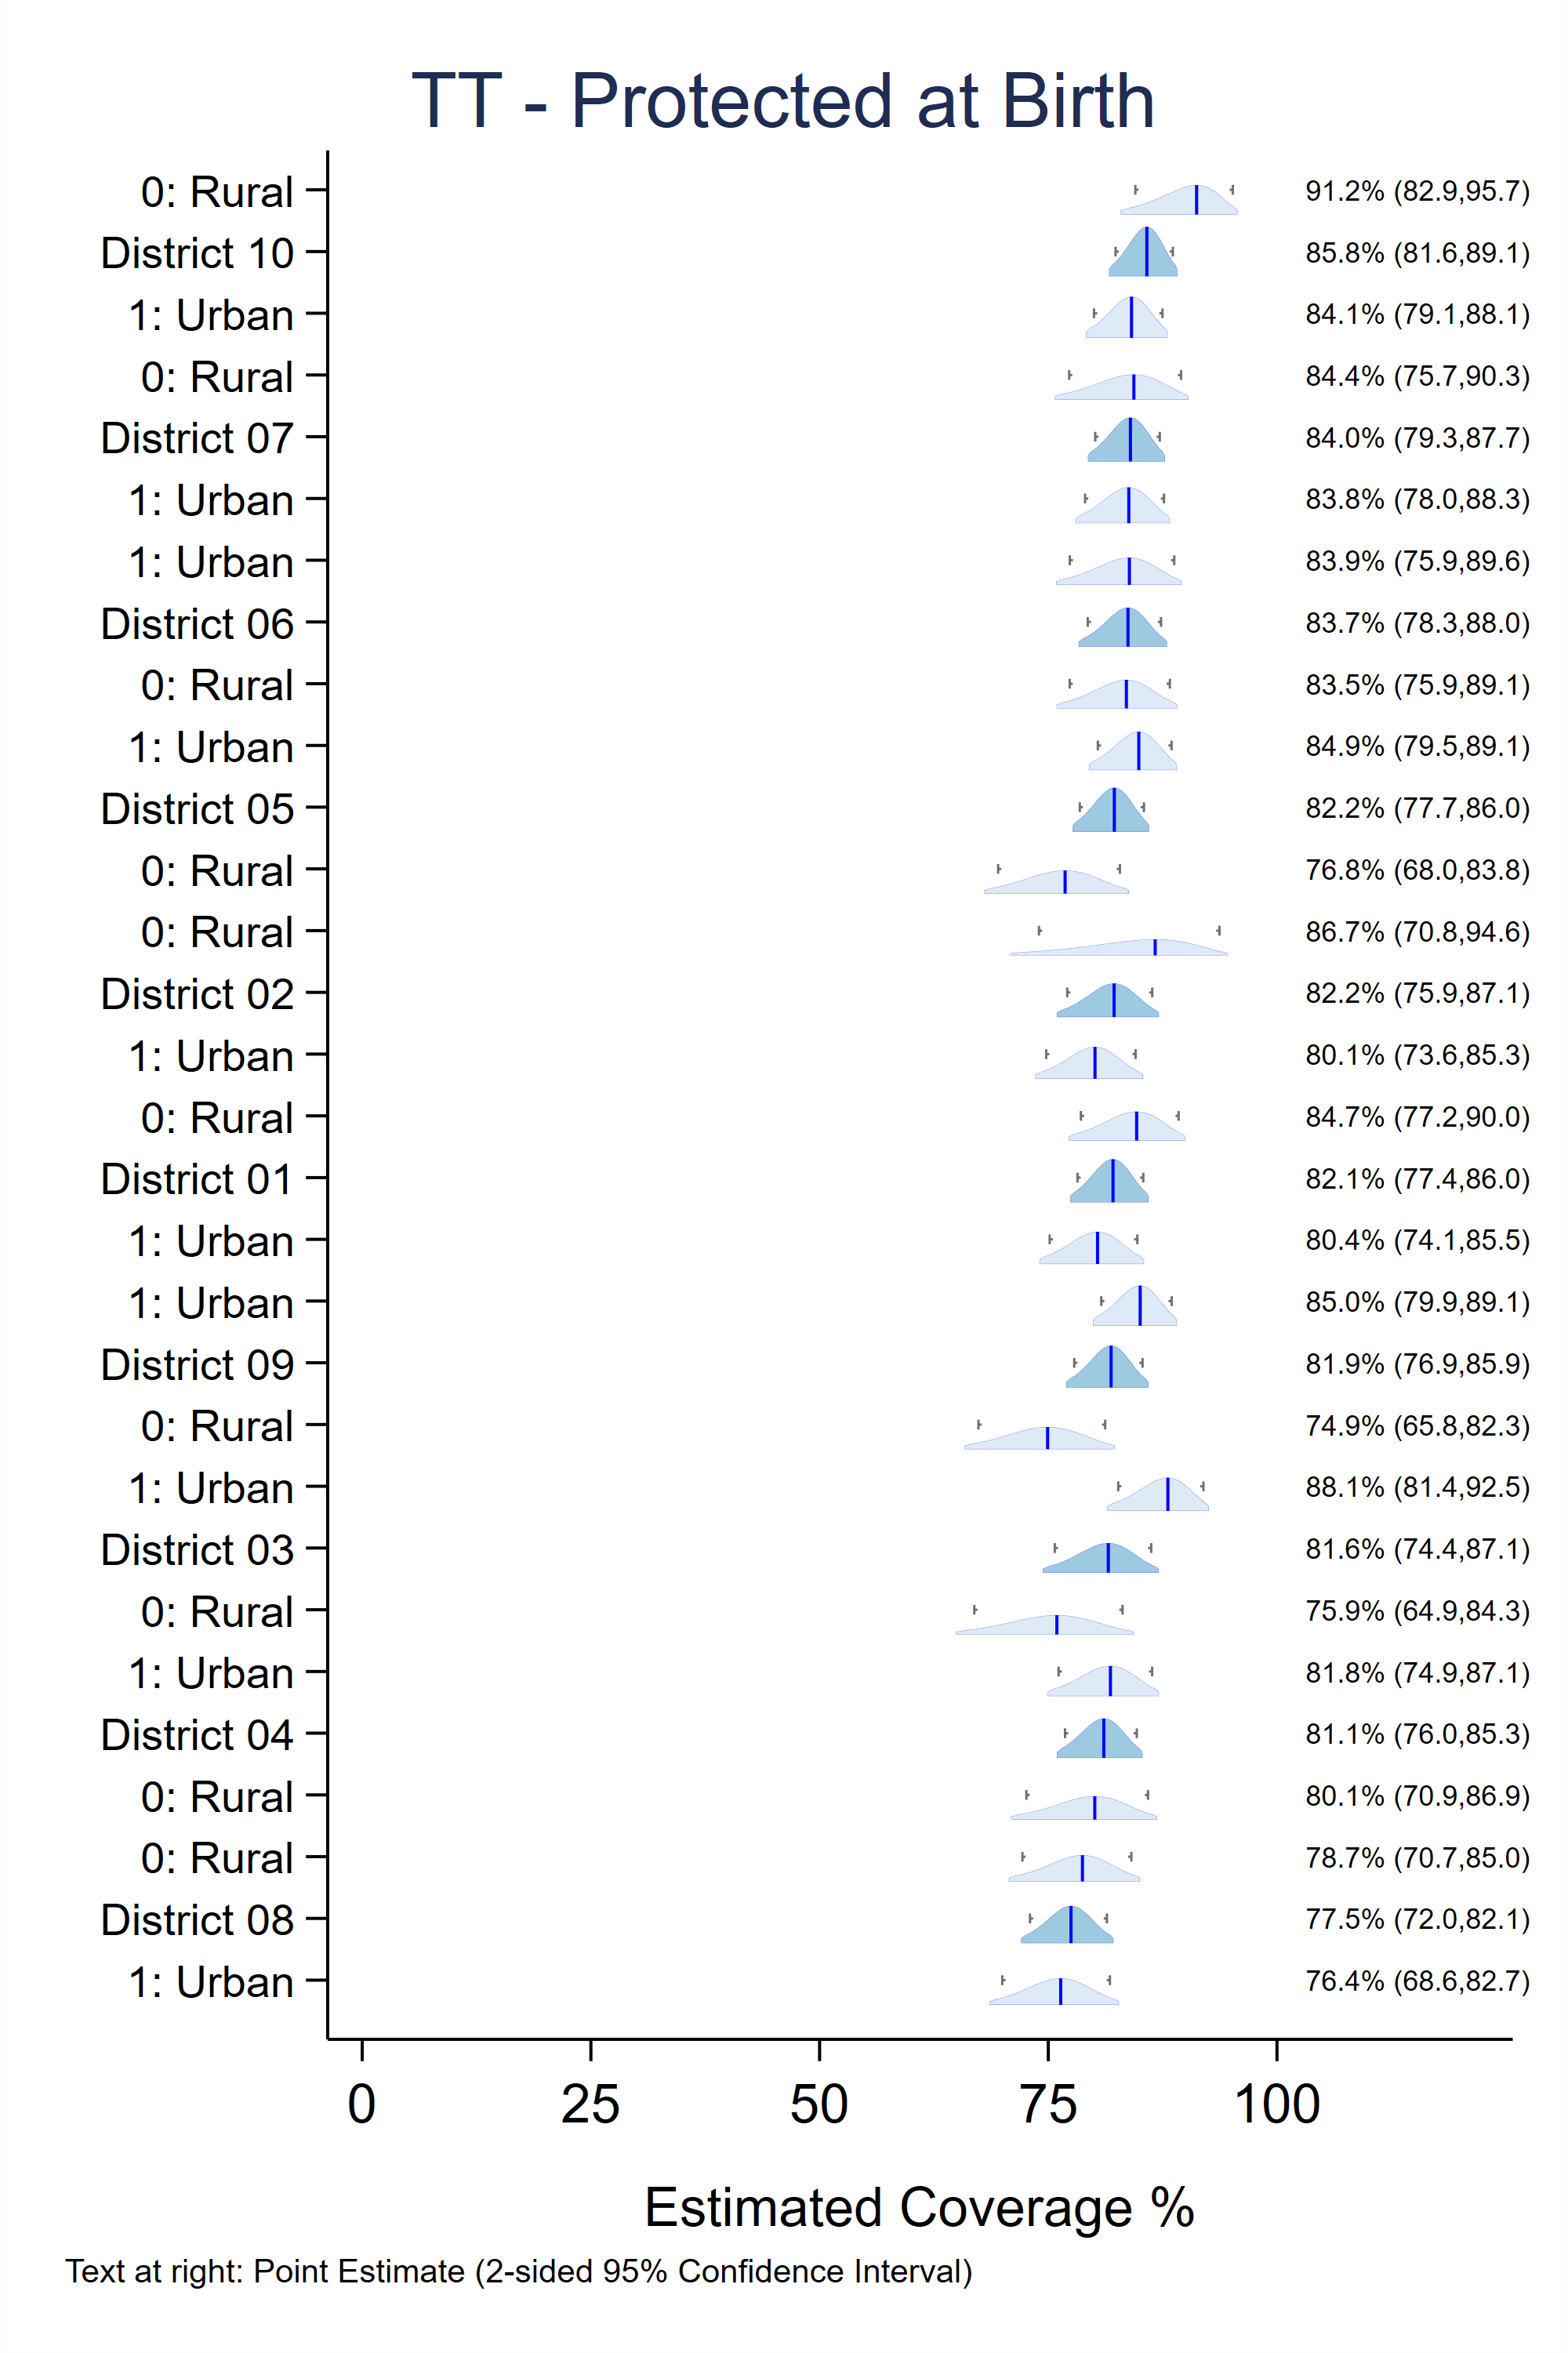 TT - Protected at Birth
0: Rural 91.2% (82.9,95.7)
District 10 85.8% (81.6,89.1)
1: Urban 84.1% (79.1,88.1)
0: Rural 84.4% (75.7,90.3)
District 07 84.0% (79.3,87.7)
1: Urban 83.8% (78.0,88.3)
1: Urban 83.9% (75.9,89.6)
District 06 83.7% (78.3,88.0)
0: Rural 83.5% (75.9,89.1)
1: Urban 84.9% (79.5,89.1)
District 05 82.2% (77.7,86.0)
0: Rural 76.8% (68.0,83.8)
0: Rural 86.7% (70.8,94.6)
District 02 82.2% (75.9,87.1)
1: Urban 80.1% (73.6,85.3)
0: Rural 84.7% (77.2,90.0)
District 01 82.1% (77.4,86.0)
1: Urban 80.4% (74.1,85.5)
1: Urban 85.0% (79.9,89.1)
District 09 81.9% (76.9,85.9)
0: Rural 74.9% (65.8,82.3)
1: Urban 88.1% (81.4,92.5)
District 03 81.6% (74.4,87.1)
0: Rural 75.9% (64.9,84.3)
1: Urban 81.8% (74.9,87.1)
District 04 81.1% (76.0,85.3)
0: Rural 80.1% (70.9,86.9)
0: Rural 78.7% (70.7,85.0)
District 08 77.5% (72.0,82.1)
1: Urban 76.4% (68.6,82.7)
0 25 50 75 100
Estimated Coverage %
Text at right: Point Estimate (2-sided 95% Confidence Interval)